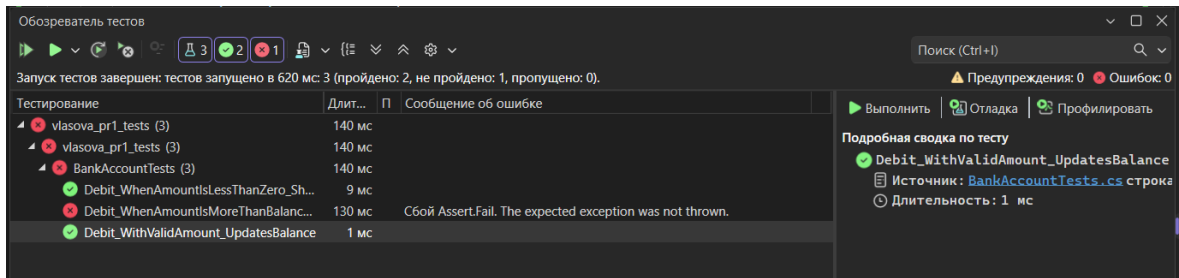 Обозреватель тестов
3 2 1 Поиск (Ctrl+I)
Запуск тестов завершен: тестов запущено в 620 мс: 3 (пройдено: 2, не пройдено: 1, пропущено: 0). Предупреждения: 0 Ошибок: 0
Тестирование Длит... П Сообщение об ошибке
vlasova_pr1_tests (3) 140 мс
vlasova_pr1_tests (3) 140 мс
BankAccountTests (3) 140 мс
Debit_WhenAmountIsLessThanZero_Sh... 9 мс
Debit_WhenAmountIsMoreThanBalanc... 130 мс Сбой Assert.Fail. The expected exception was not thrown.
Debit_WithValidAmount_UpdatesBalance 1 мс
Выполнить Отладка Профилировать
Подробная сводка по тесту
Debit_WithValidAmount_UpdatesBalance
Источник: BankAccountTests.cs строка
Длительность: 1 мс